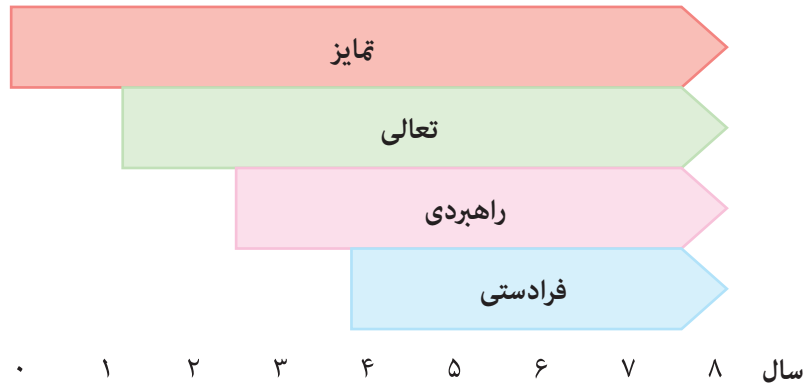 تمایز
تعالی
راهبردی
فرادستی
۰ ۱ ۲ ۳ ۴ ۵ ۶ ۷ ۸ سال